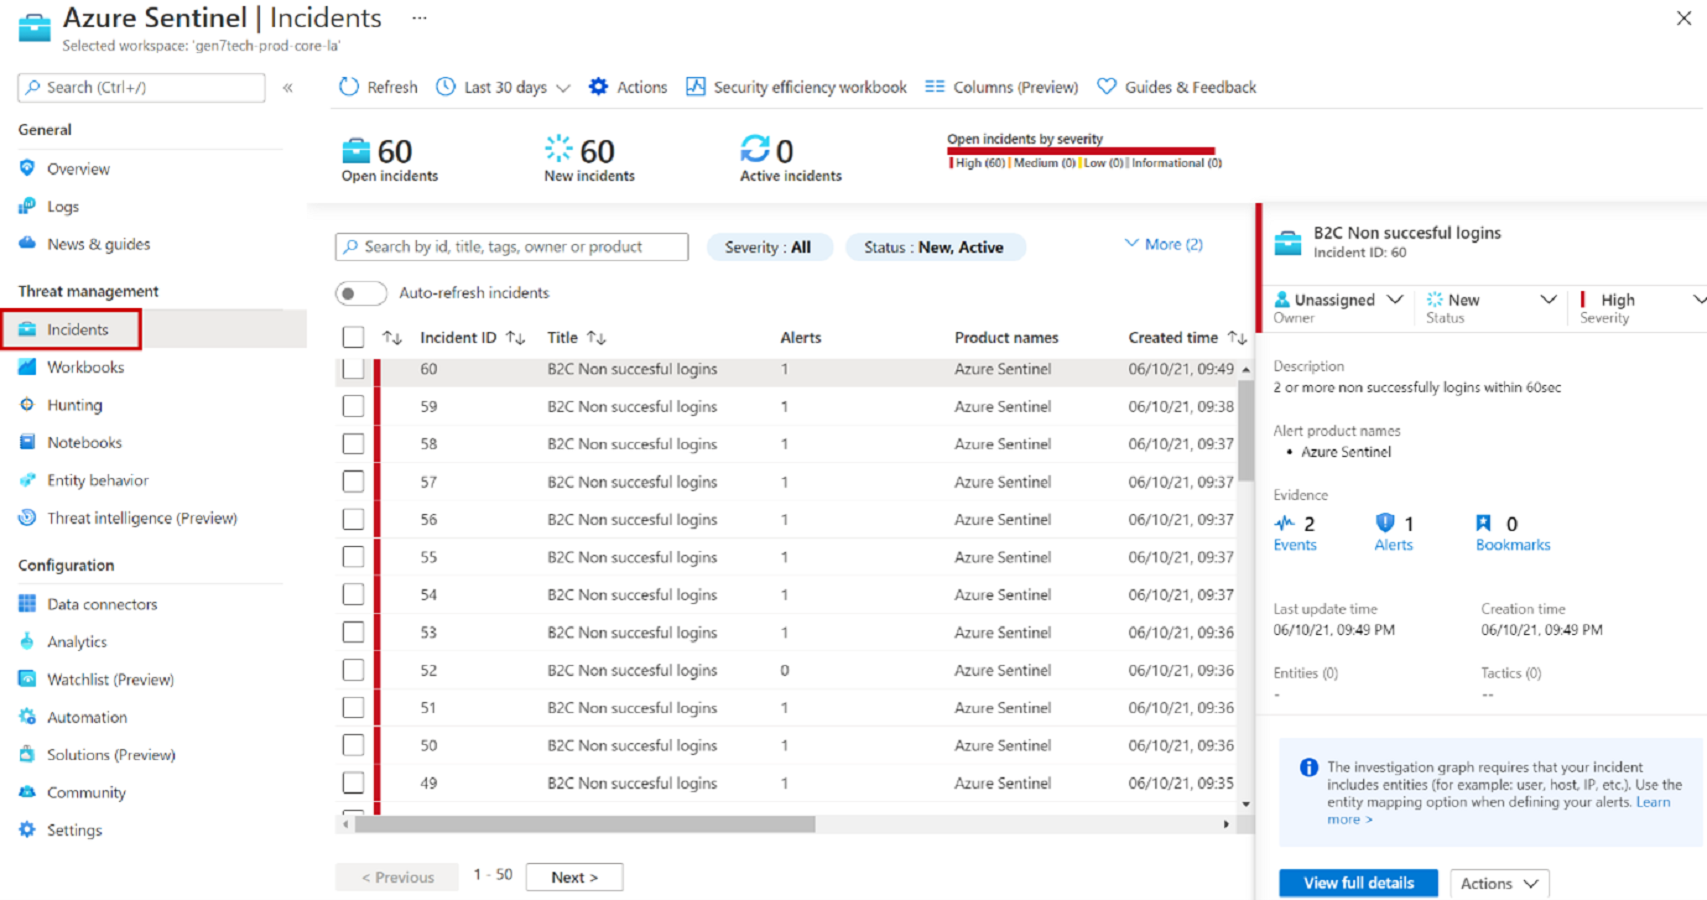 Azure Sentinel | Incidents ...
Selected workspace: 'gen7tech-prod-core-la'
Search (Ctrl+/)
«
General
Overview
Logs
News & guides
Threat management
Incidents
Workbooks
Hunting
Notebooks
Entity behavior
Threat intelligence (Preview)
Configuration
Data connectors
Analytics
Watchlist (Preview)
Automation
Solutions (Preview)
Community
Settings
Refresh Last 30 days Actions Security efficiency workbook Columns (Preview) Guides & Feedback
60 60 0
Open incidents New incidents Active incidents
Open incidents by severity
High (60) Medium (0) Low (0) Informational (0)
Search by id, title, tags, owner or product Severity : All Status : New, Active More (2)
Auto-refresh incidents
Incident ID Title Alerts Product names Created time
60 B2C Non succesful logins 1 Azure Sentinel 06/10/21, 09:49
59 B2C Non succesful logins 1 Azure Sentinel 06/10/21, 09:38
58 B2C Non succesful logins 1 Azure Sentinel 06/10/21, 09:37
57 B2C Non succesful logins 1 Azure Sentinel 06/10/21, 09:37
56 B2C Non succesful logins 1 Azure Sentinel 06/10/21, 09:37
55 B2C Non succesful logins 1 Azure Sentinel 06/10/21, 09:37
54 B2C Non succesful logins 1 Azure Sentinel 06/10/21, 09:37
53 B2C Non succesful logins 1 Azure Sentinel 06/10/21, 09:36
52 B2C Non succesful logins 0 Azure Sentinel 06/10/21, 09:36
51 B2C Non succesful logins 1 Azure Sentinel 06/10/21, 09:36
50 B2C Non succesful logins 1 Azure Sentinel 06/10/21, 09:36
49 B2C Non succesful logins 1 Azure Sentinel 06/10/21, 09:35
< Previous 1 - 50 Next >
B2C Non succesful logins
Incident ID: 60
Unassigned New High
Owner Status Severity
Description
2 or more non successfully logins within 60sec
Alert product names
• Azure Sentinel
Evidence
2 1 0
Events Alerts Bookmarks
Last update time Creation time
06/10/21, 09:49 PM 06/10/21, 09:49 PM
Entities (0) Tactics (0)
- --
The investigation graph requires that your incident
includes entities (for example: user, host, IP, etc.). Use the
entity mapping option when defining your alerts. Learn
more >
View full details Actions